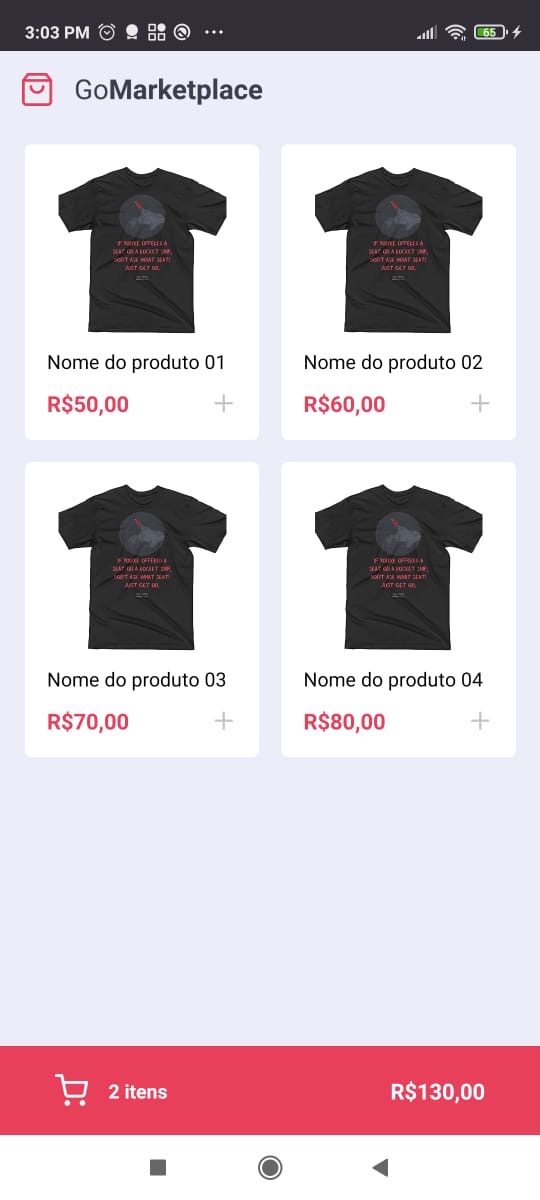 3:03 PM
65
GoMarketplace
IF YOU'RE OFFERED A
SEAT ON A ROCKET SHIP,
DON'T ASK WHAT SEAT!
JUST GET ON.
IF YOU'RE OFFERED A
SEAT ON A ROCKET SHIP,
DON'T ASK WHAT SEAT!
JUST GET ON.
Nome do produto 01
Nome do produto 02
R$50,00
R$60,00
IF YOU'RE OFFERED A
SEAT ON A ROCKET SHIP,
DON'T ASK WHAT SEAT!
JUST GET ON.
IF YOU'RE OFFERED A
SEAT ON A ROCKET SHIP,
DON'T ASK WHAT SEAT!
JUST GET ON.
Nome do produto 03
Nome do produto 04
R$70,00
R$80,00
2 itens
R$130,00